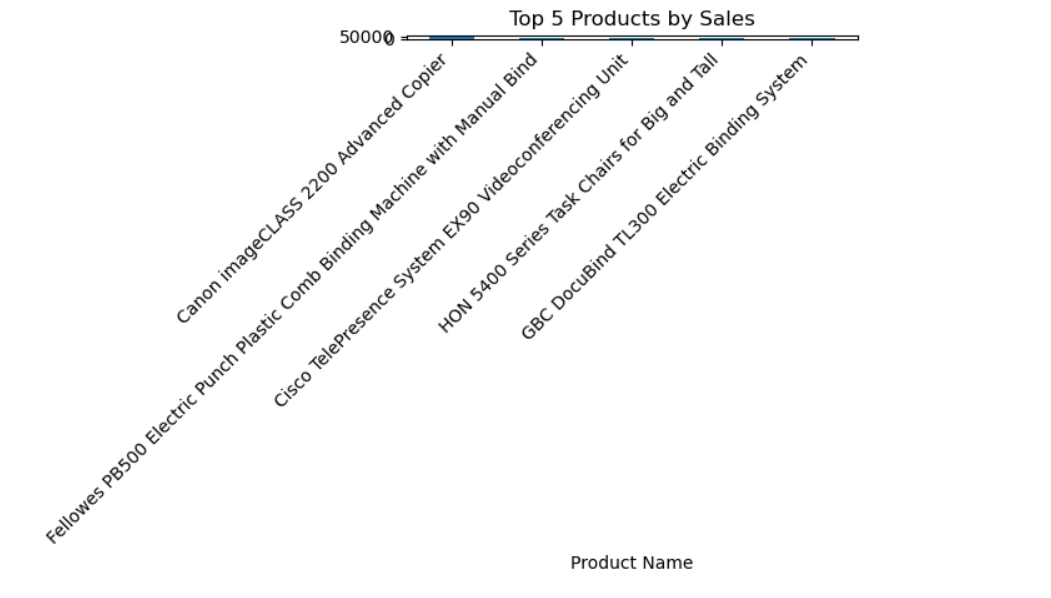 Top 5 Products by Sales
50000
0
Canon imageCLASS 2200 Advanced Copier
Fellowes PB500 Electric Punch Plastic Comb Binding Machine with Manual Bind
Cisco TelePresence System EX90 Videoconferencing Unit
HON 5400 Series Task Chairs for Big and Tall
GBC DocuBind TL300 Electric Binding System
Product Name